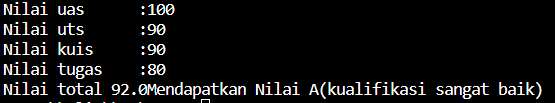 Nilai uas      :100
Nilai uts      :90
Nilai kuis     :90
Nilai tugas    :80
Nilai total 92.0Mendapatkan Nilai A(kualifikasi sangat baik)